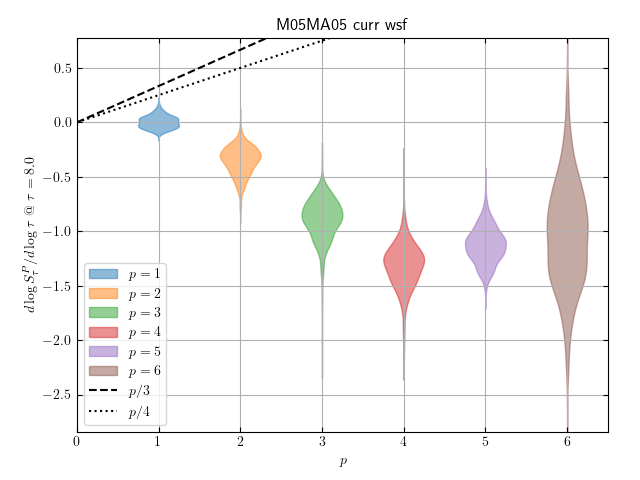 M05MA05 curr wsf
d log S_τ^P / d log τ @ τ = 8.0
0.5
0.0
−0.5
−1.0
−1.5
−2.0
−2.5
p = 1
p = 2
p = 3
p = 4
p = 5
p = 6
p/3
p/4
0 1 2 3 4 5 6
p